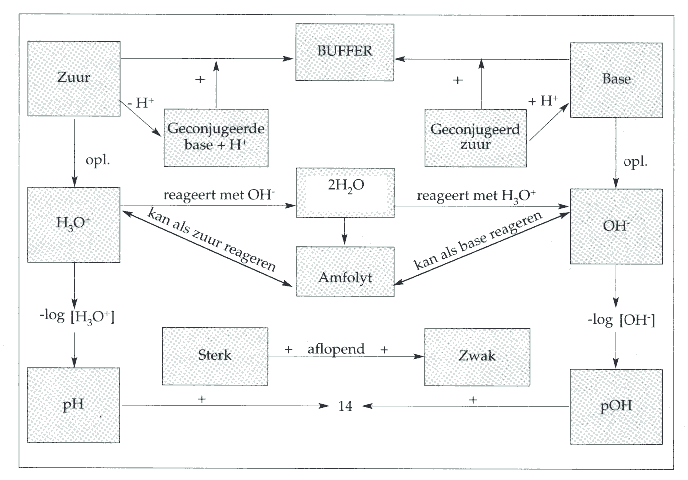 BUFFER
Zuur
Base
+
+
- H⁺
+ H⁺
Geconjugeerde
base + H⁺
Geconjugeerd
zuur
opl.
opl.
2H₂O
reageert met OH⁻
reageert met H₃O⁺
H₃O⁺
OH⁻
kan als zuur reageren
kan als base reageren
Amfolyt
-log [H₃O⁺]
-log [OH⁻]
Sterk
+ aflopend +
Zwak
pH
+
14
+
pOH